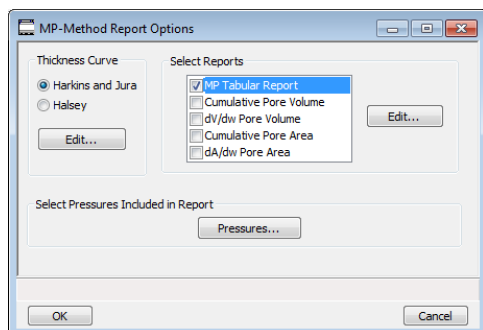 MP-Method Report Options
Thickness Curve
Harkins and Jura
Halsey
Edit...
Select Reports
MP Tabular Report
Cumulative Pore Volume
dV/dw Pore Volume
Cumulative Pore Area
dA/dw Pore Area
Edit...
Select Pressures Included in Report
Pressures...
OK
Cancel